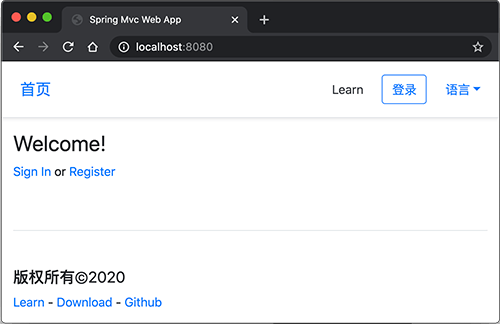 Spring Mvc Web App
localhost:8080
首页 Learn 登录 语言
Welcome!
Sign In or Register
版权所有©2020
Learn - Download - Github